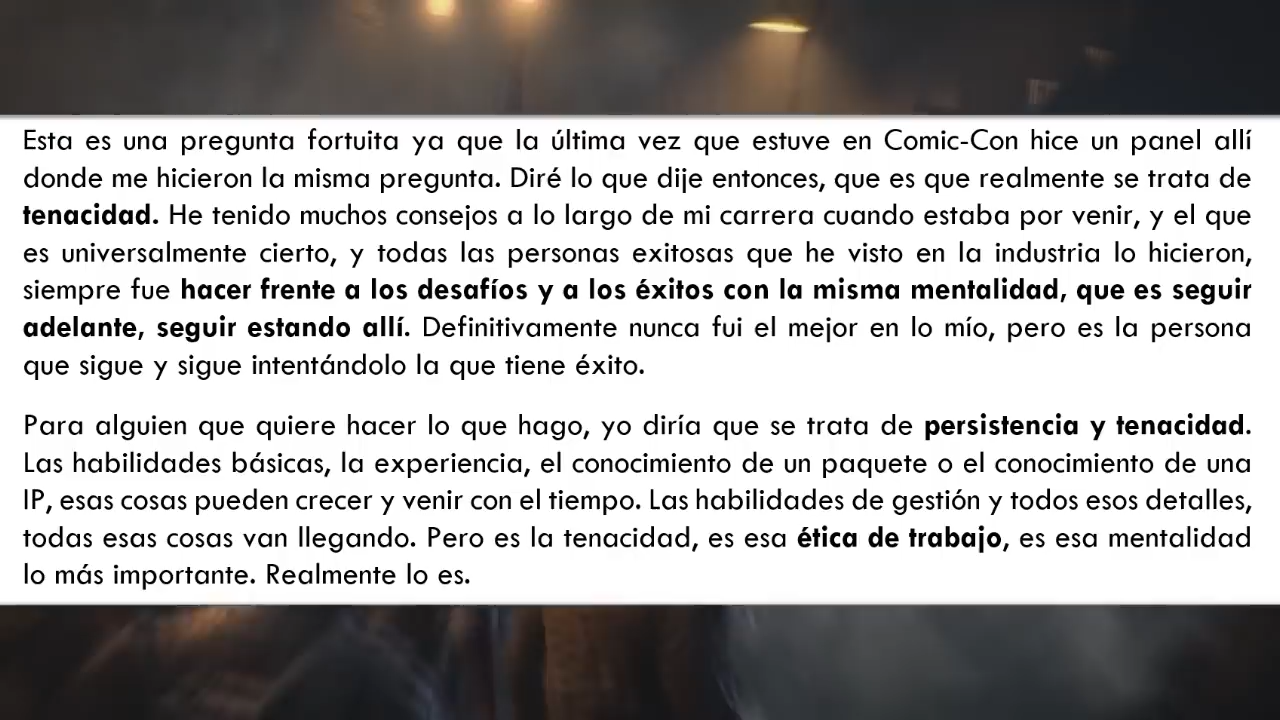 Esta es una pregunta fortuita ya que la última vez que estuve en Comic-Con hice un panel allí
donde me hicieron la misma pregunta. Diré lo que dije entonces, que es que realmente se trata de
tenacidad. He tenido muchos consejos a lo largo de mi carrera cuando estaba por venir, y el que
es universalmente cierto, y todas las personas exitosas que he visto en la industria lo hicieron,
siempre fue hacer frente a los desafíos y a los éxitos con la misma mentalidad, que es seguir
adelante, seguir estando allí. Definitivamente nunca fui el mejor en lo mío, pero es la persona
que sigue y sigue intentándolo la que tiene éxito.
Para alguien que quiere hacer lo que hago, yo diría que se trata de persistencia y tenacidad.
Las habilidades básicas, la experiencia, el conocimiento de un paquete o el conocimiento de una
IP, esas cosas pueden crecer y venir con el tiempo. Las habilidades de gestión y todos esos detalles,
todas esas cosas van llegando. Pero es la tenacidad, es esa ética de trabajo, es esa mentalidad
lo más importante. Realmente lo es.